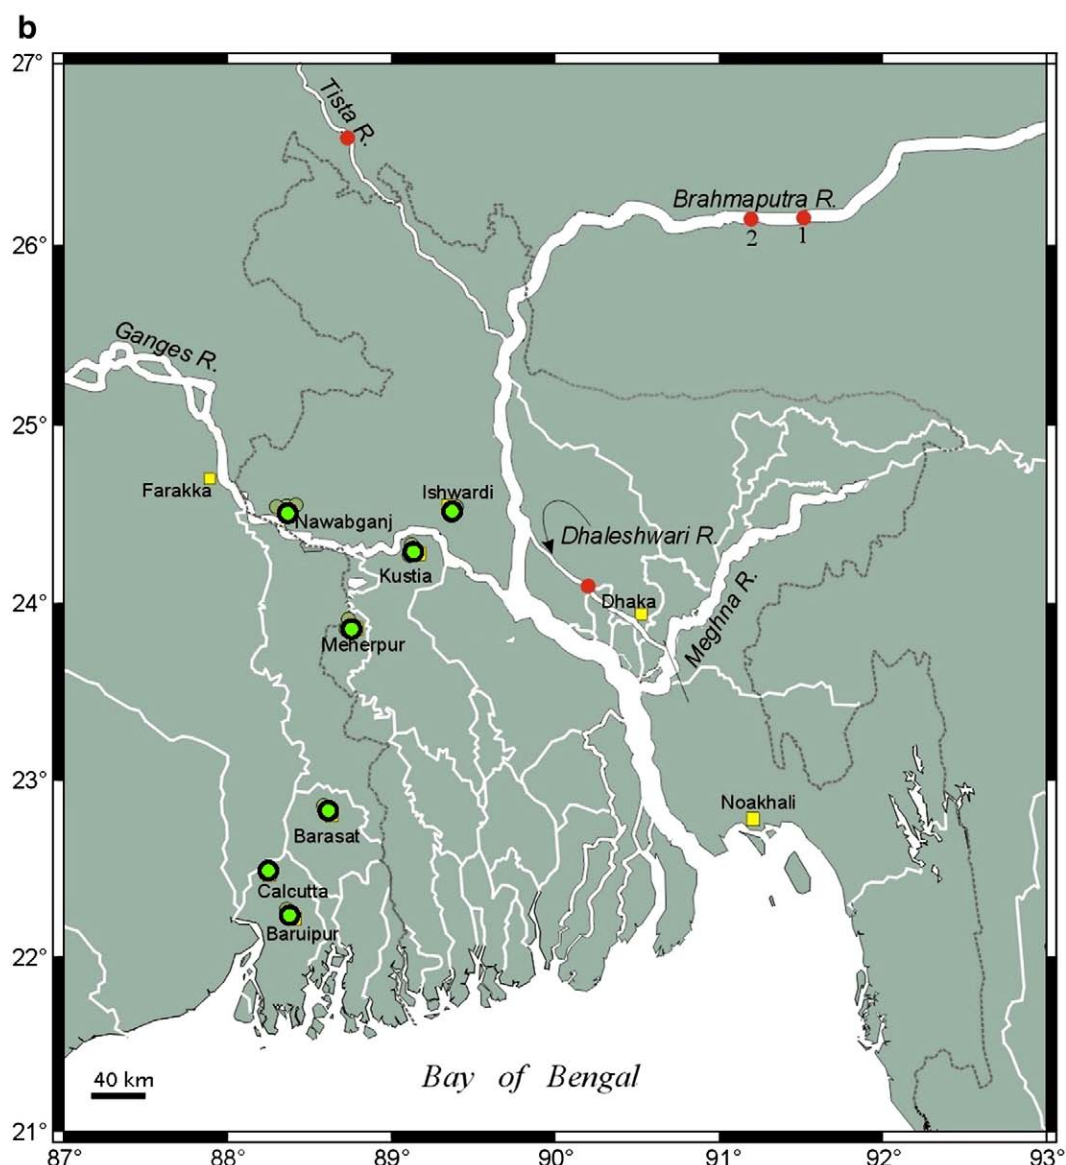 b
27°
Tista R.
Brahmaputra R.
2
1
26°
Ganges R.
25°
Farakka
Ishwardi
Nawabganj
Dhaleshwari R.
Kustia
24°
Dhaka
Meghna R.
Meherpur
23°
Noakhali
Barasat
Calcutta
Baruipur
22°
40 km
Bay of Bengal
21°
87°
88°
89°
90°
91°
92°
93°